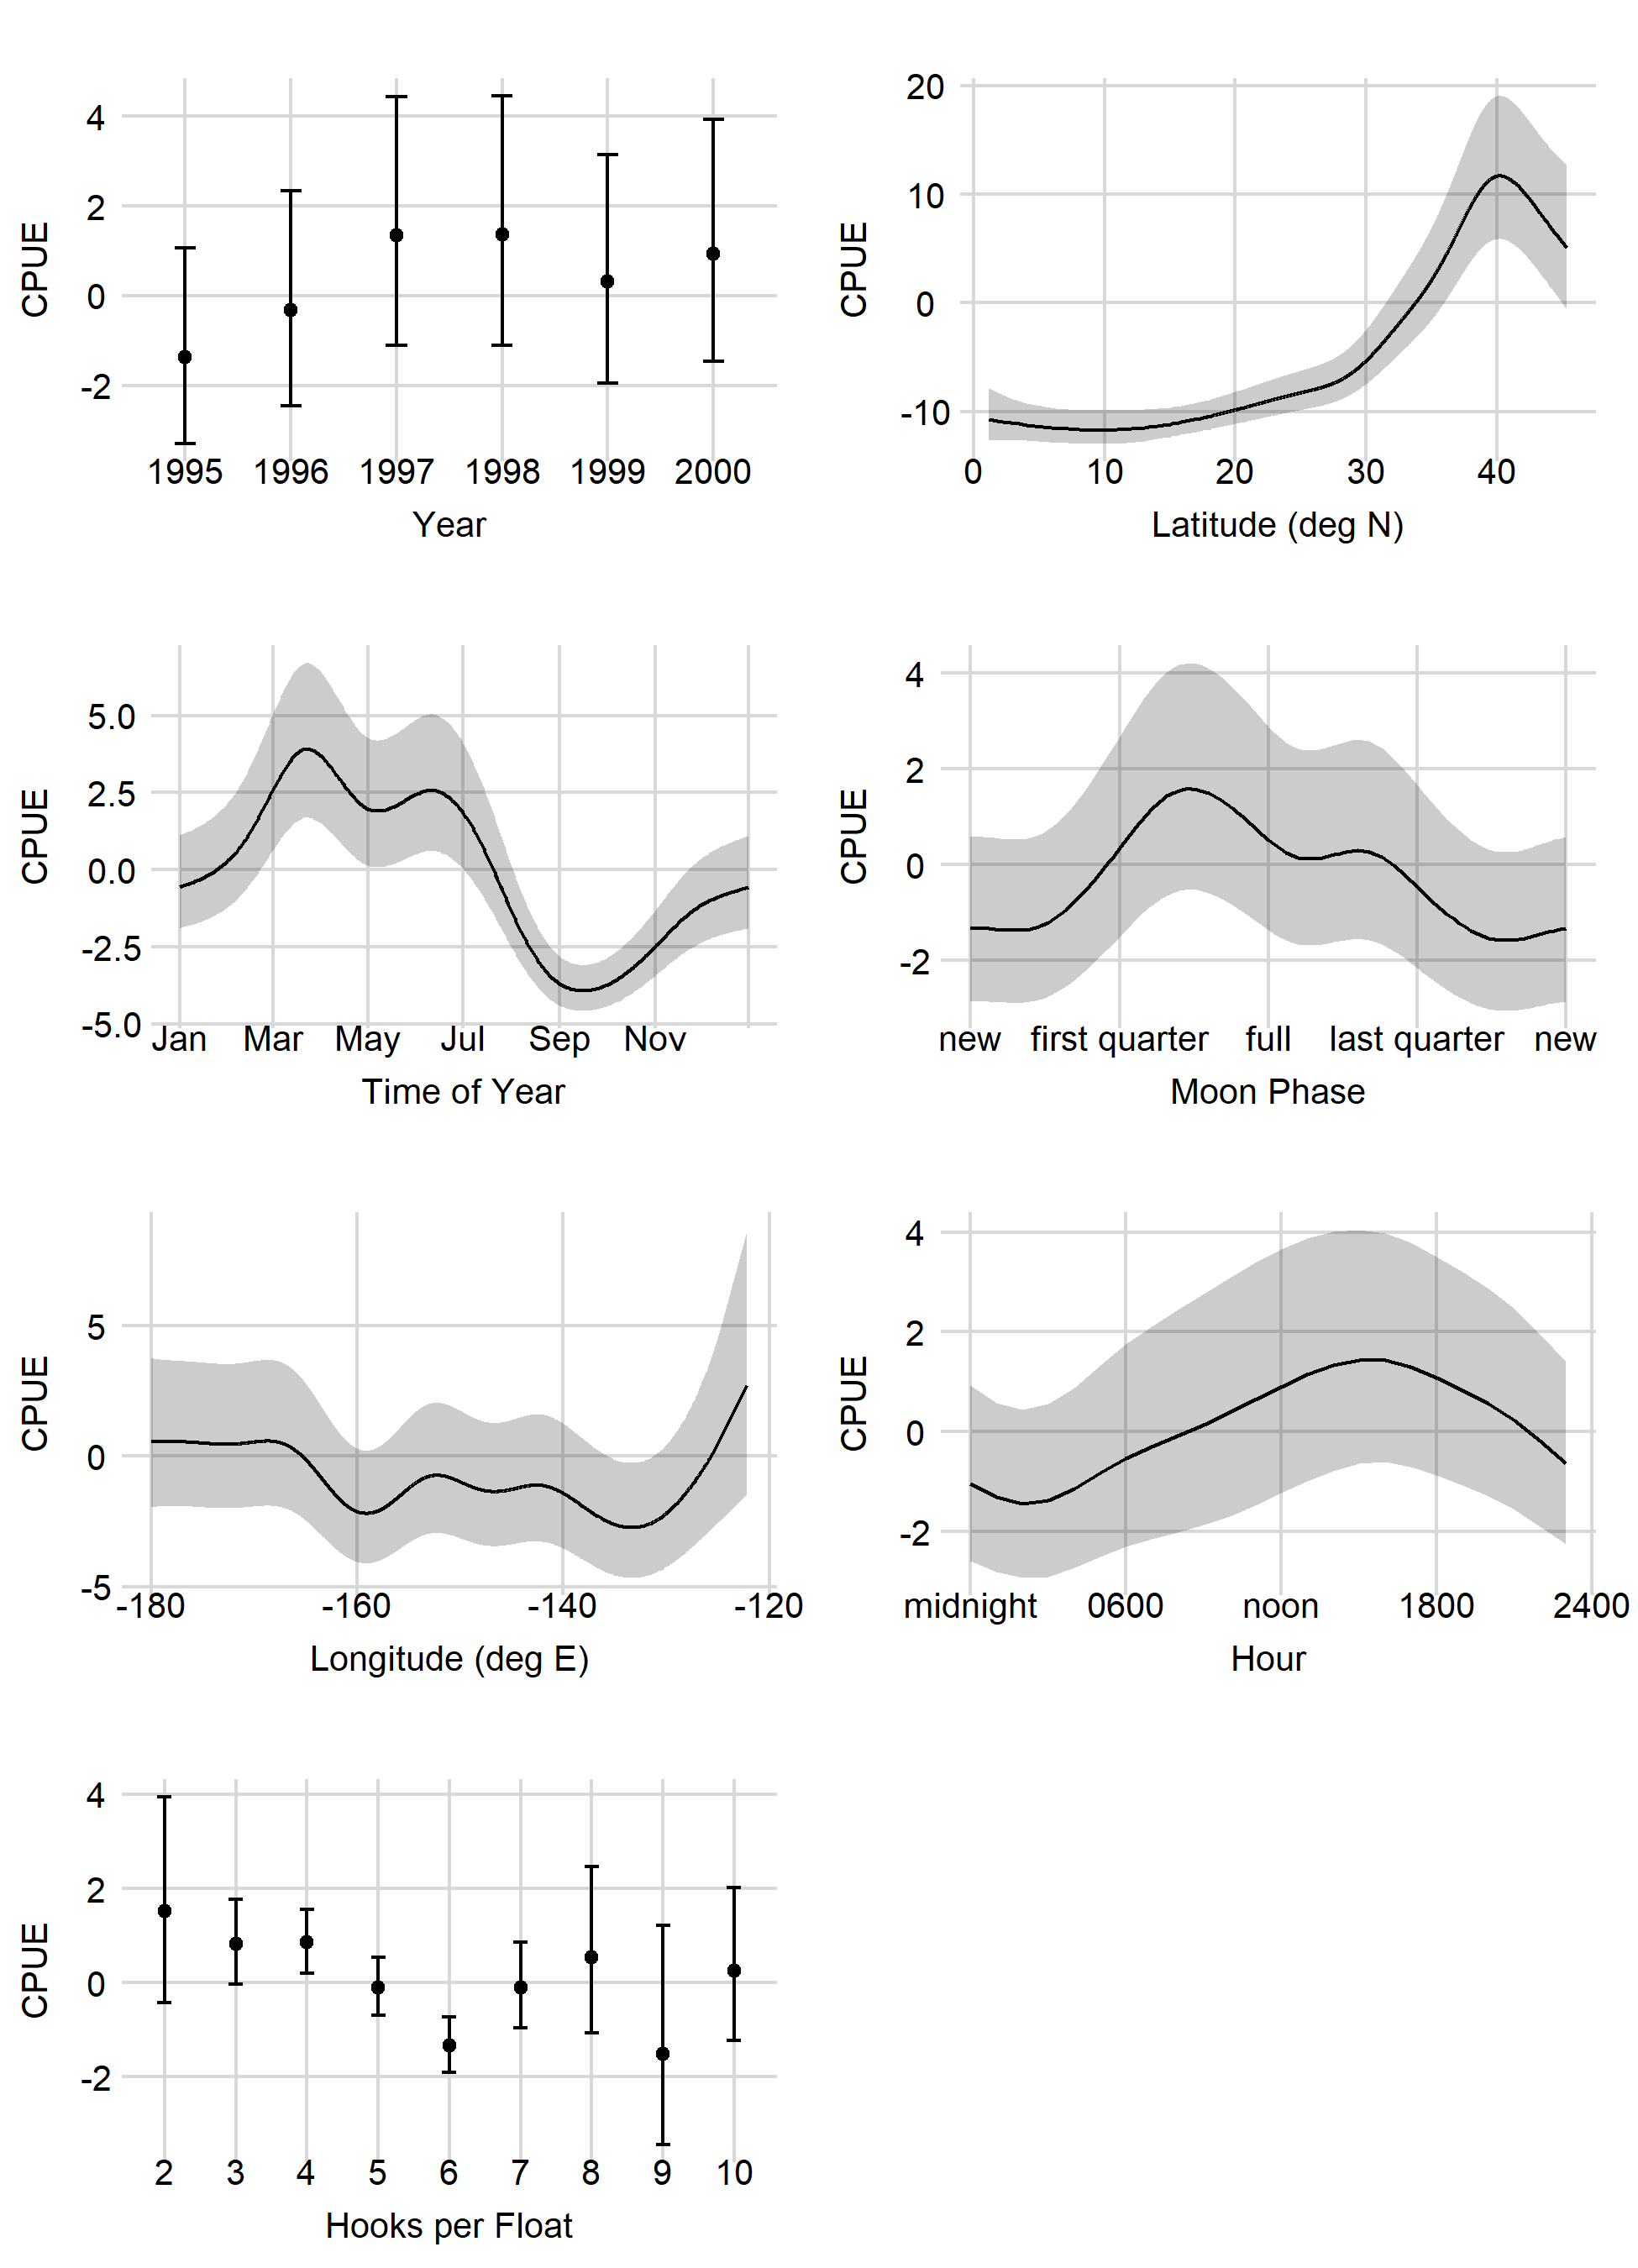 CPUE
4
2
0
-2
1995 1996 1997 1998 1999 2000
Year
CPUE
20
10
0
-10
0 10 20 30 40
Latitude (deg N)
CPUE
5.0
2.5
0.0
-2.5
-5.0
Jan Mar May Jul Sep Nov
Time of Year
CPUE
4
2
0
-2
new first quarter full last quarter new
Moon Phase
CPUE
5
0
-5
-180 -160 -140 -120
Longitude (deg E)
CPUE
4
2
0
-2
midnight 0600 noon 1800 2400
Hour
CPUE
4
2
0
-2
2 3 4 5 6 7 8 9 10
Hooks per Float